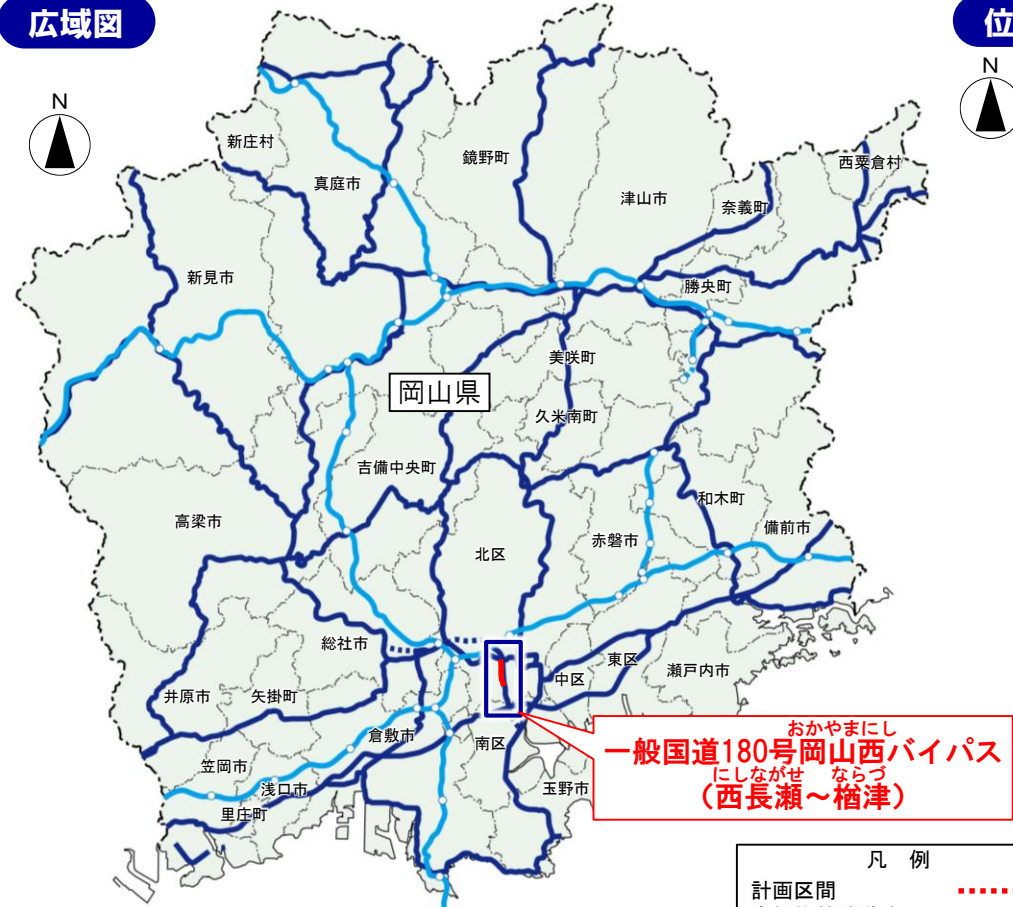 広域図
位
N
N
新庄村
真庭市
鏡野町
津山市
奈義町
西粟倉村
新見市
勝央町
美咲町
岡山県
久米南町
吉備中央町
和木町
高梁市
北区
赤磐市
備前市
総社市
中区
東区
瀬戸内市
井原市
矢掛町
倉敷市
南区
笠岡市
浅口市
里庄町
玉野市
おかやまにし
一般国道180号岡山西バイパス
にしながせ ならづ
(西長瀬～楢津)
凡 例
計画区間